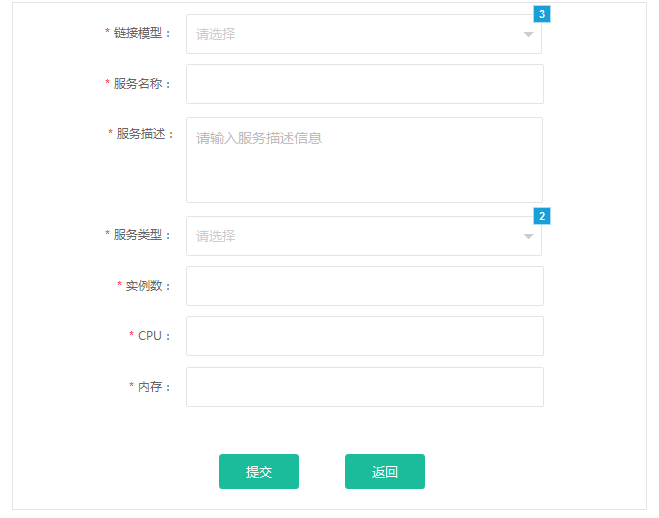 3
* 链接模型：
请选择
* 服务名称：
* 服务描述：
请输入服务描述信息
2
* 服务类型：
请选择
* 实例数：
* CPU：
* 内存：
提交
返回